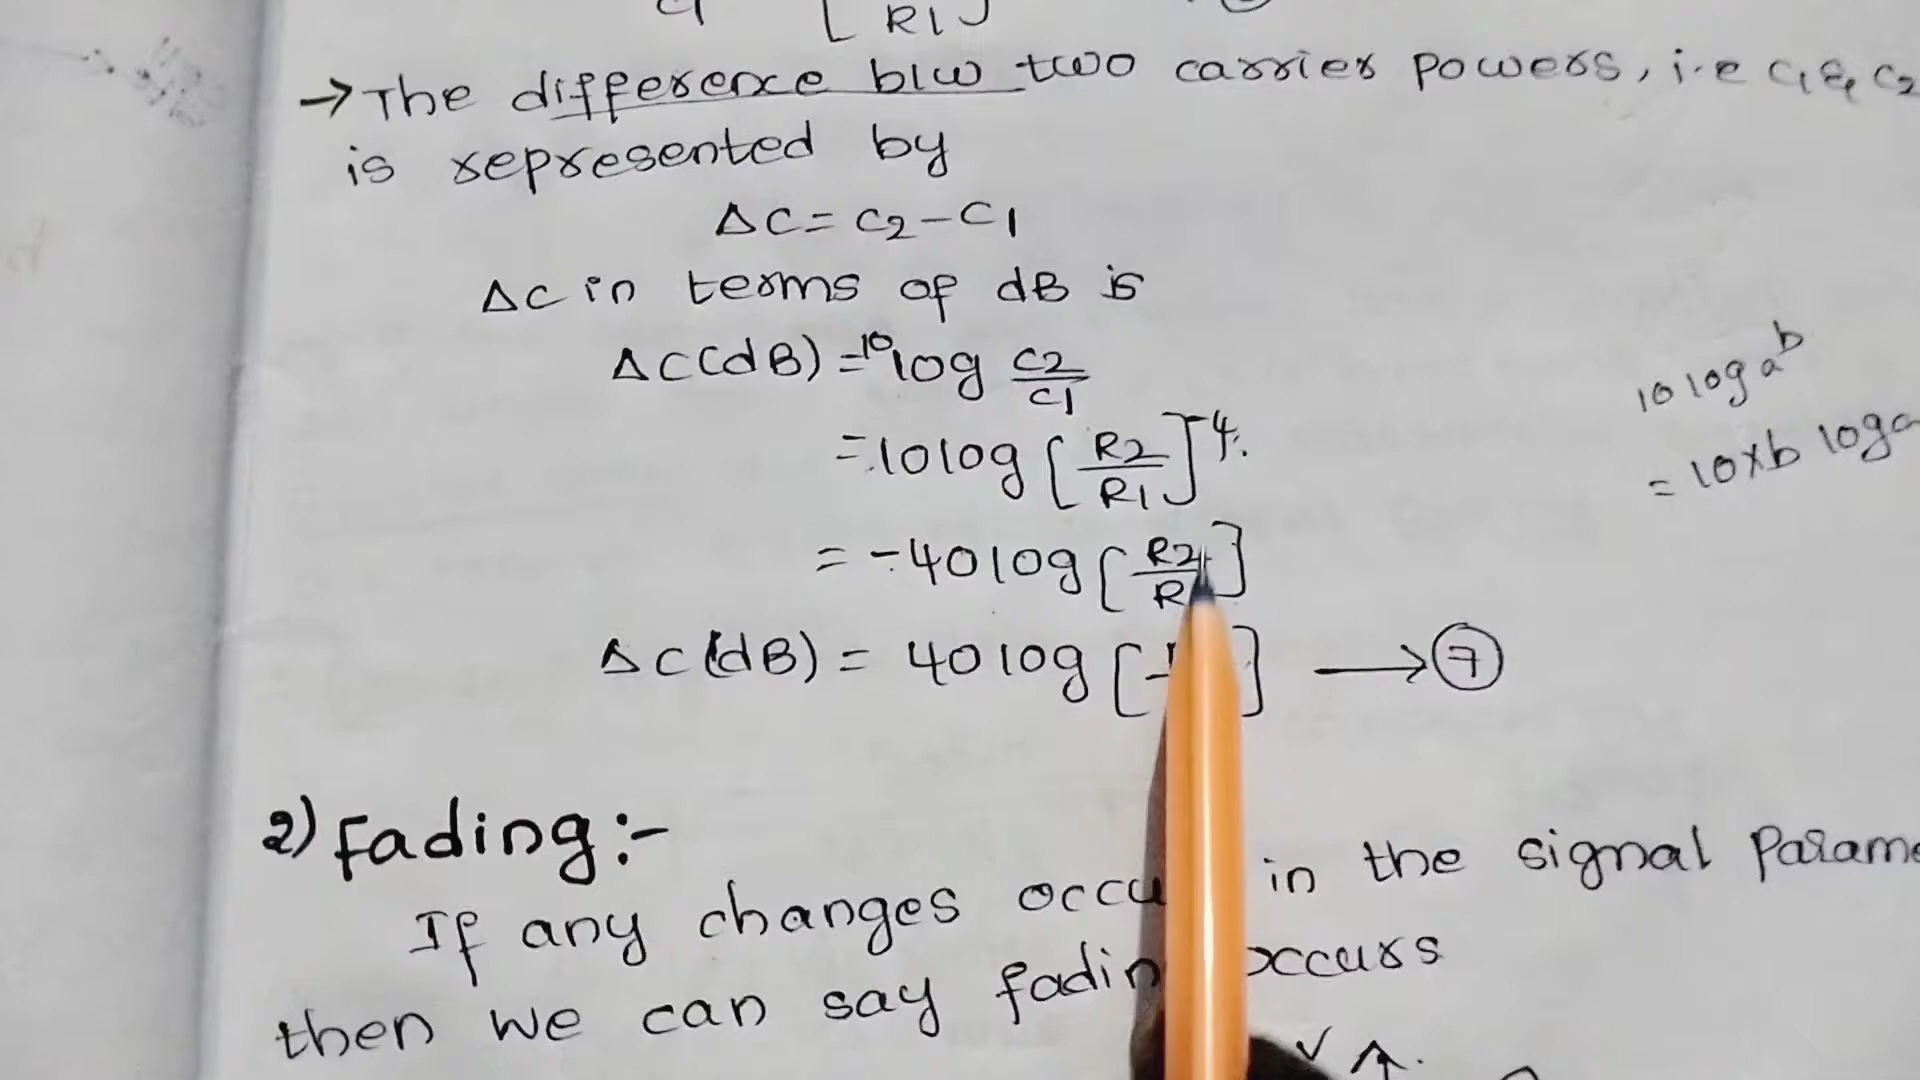 [R1]
→ The difference b/w two carrier powers, i.e C1 & C2
is represented by
ΔC = C2 - C1
ΔC in terms of dB is
ΔC(dB) = 10 log C2/C1
= 10 log [R2/R1]^-4
10 log a^b
= 10×b log a
= -40 log [R2/R
ΔC(dB) = 40 log [ ] → 7
2) Fading:-
If any changes occu in the signal Parame
then we can say fadin occurs